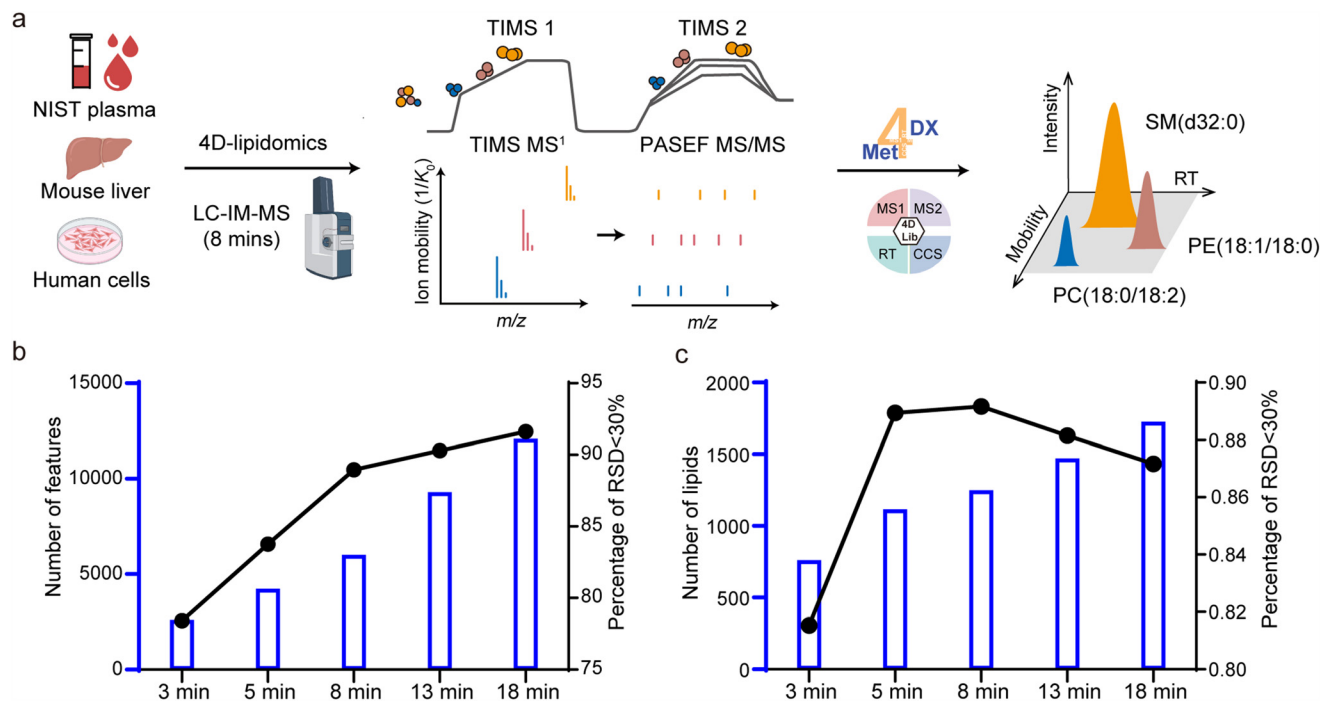 a
NIST plasma
Mouse liver
Human cells
4D-lipidomics
LC-IM-MS
(8 mins)
TIMS 1
TIMS 2
TIMS MS¹
PASEF MS/MS
Ion mobility (1/K₀)
m/z
m/z
Met 4 DX
MS1
MS2
4D
Lib
RT
CCS
Intensity
Mobility
RT
SM(d32:0)
PE(18:1/18:0)
PC(18:0/18:2)
b
Number of features
15000
10000
5000
0
95
90
85
80
75
Percentage of RSD<30%
3 min
5 min
8 min
13 min
18 min
c
Number of lipids
2000
1500
1000
500
0
0.90
0.88
0.86
0.84
0.82
0.80
Percentage of RSD<30%
3 min
5 min
8 min
13 min
18 min